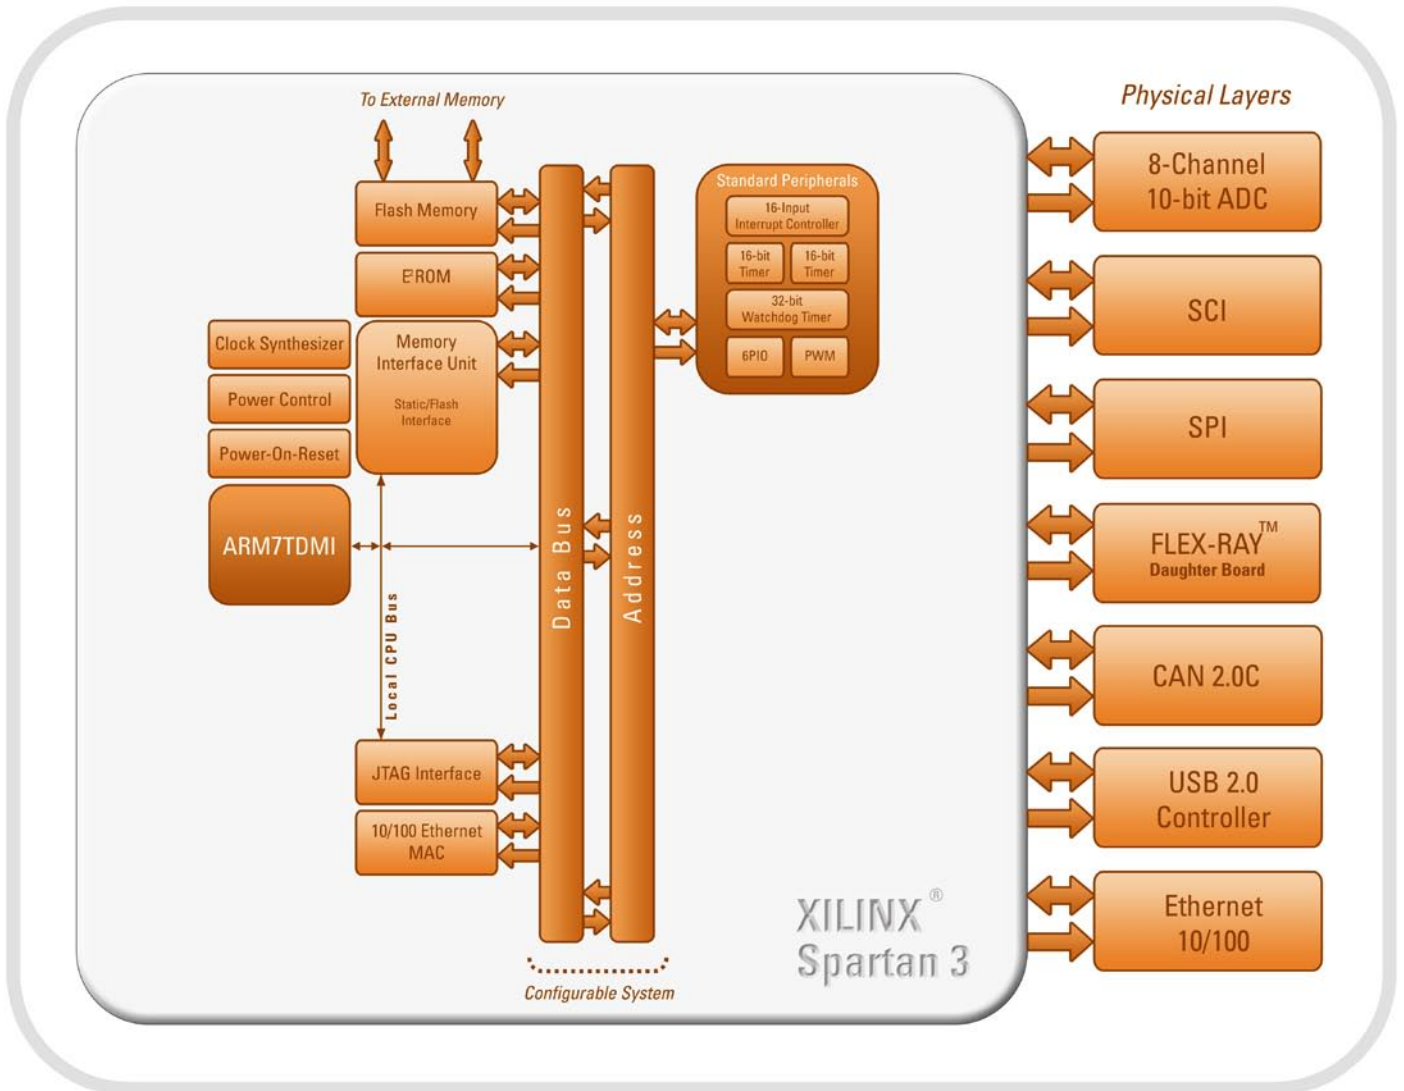 To External Memory
Physical Layers
Flash Memory
E²ROM
Clock Synthesizer
Power Control
Power-On-Reset
ARM7TDMI
Memory
Interface Unit
Static/Flash
Interface
Local CPU Bus
JTAG Interface
10/100 Ethernet
MAC
Data Bus
Address
Configurable System
Standard Peripherals
16-Input
Interrupt Controller
16-bit
Timer
16-bit
Timer
32-bit
Watchdog Timer
6PIO
PWM
XILINX®
Spartan 3
8-Channel
10-bit ADC
SCI
SPI
FLEX-RAY™
Daughter Board
CAN 2.0C
USB 2.0
Controller
Ethernet
10/100